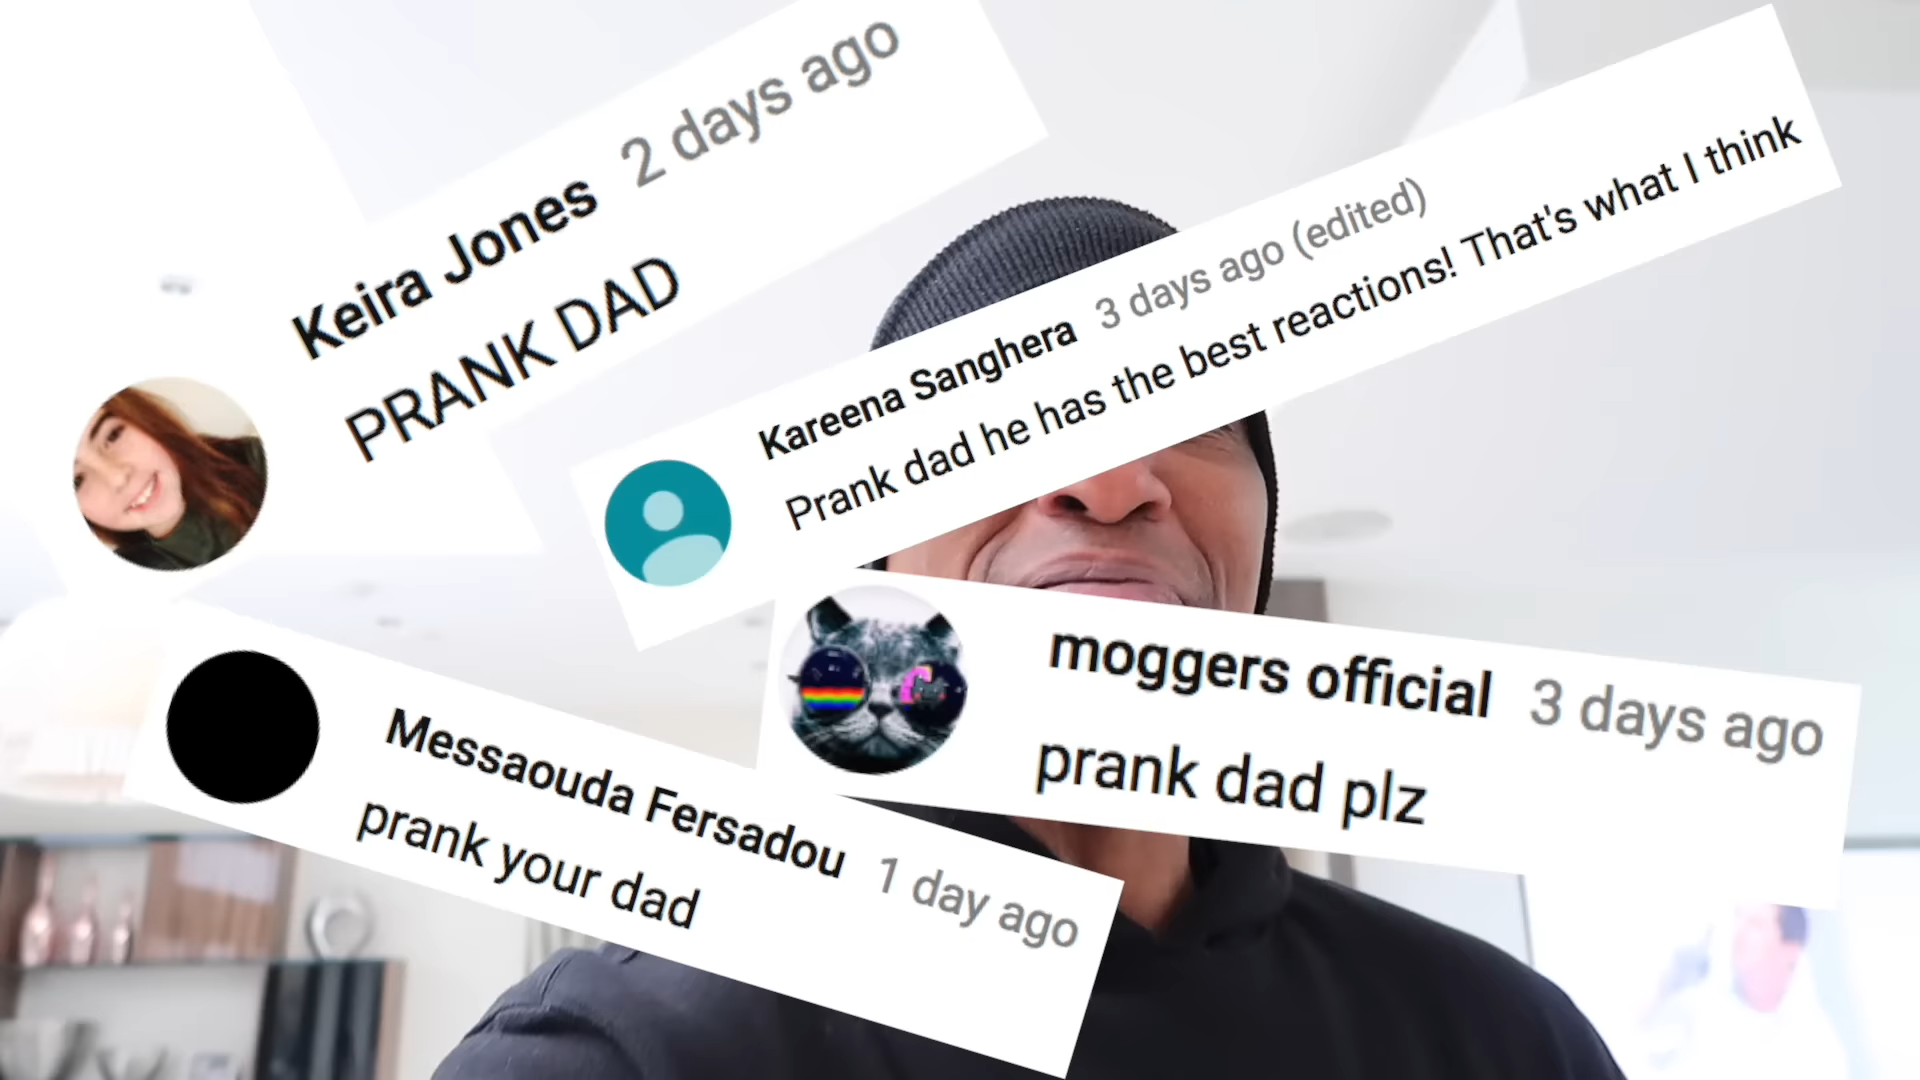 Keira Jones 2 days ago
PRANK DAD
Kareena Sanghera 3 days ago (edited)
Prank dad he has the best reactions! That's what I think
moggers official 3 days ago
prank dad plz
Messaouda Fersadou 1 day ago
prank your dad